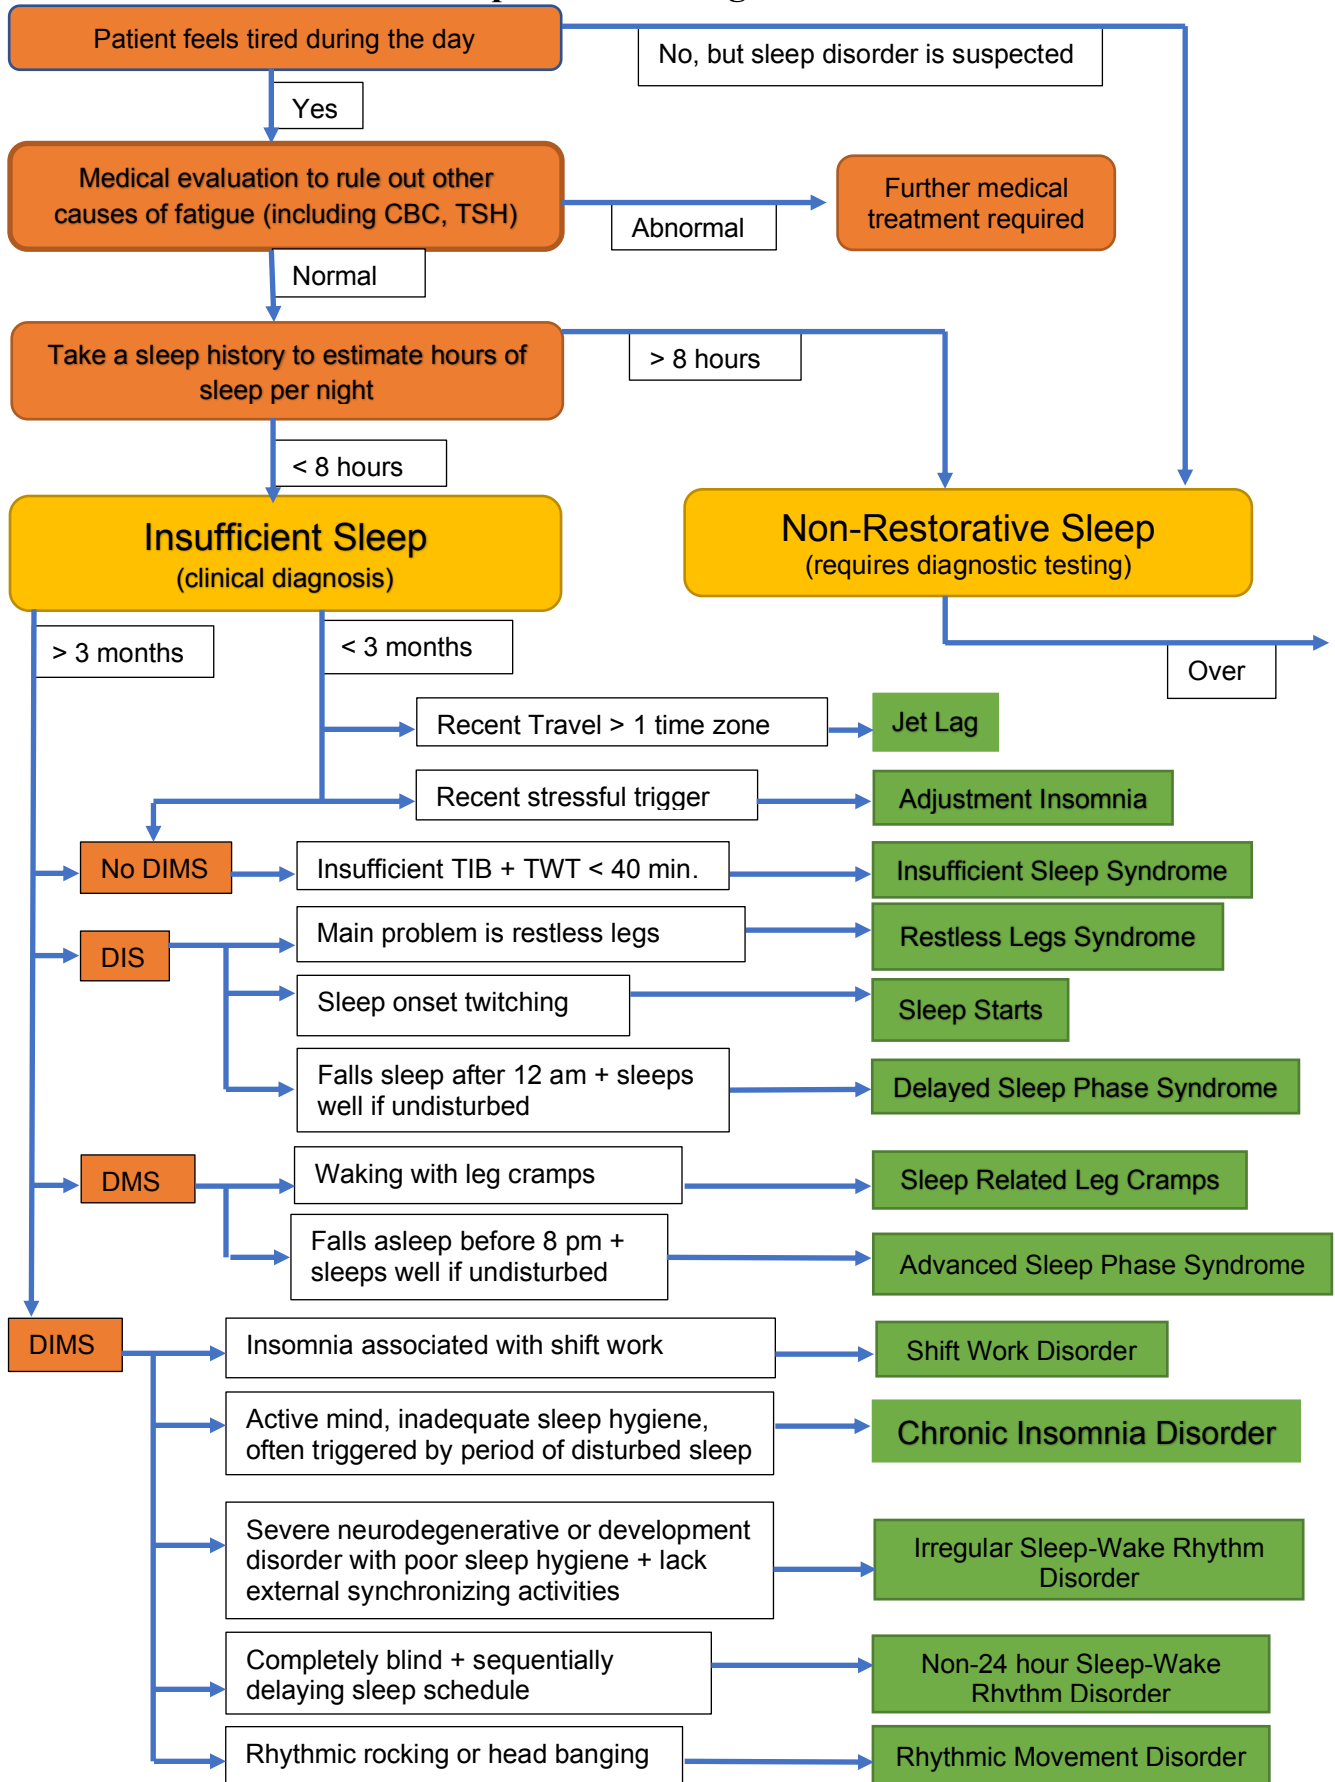 Patient feels tired during the day
No, but sleep disorder is suspected
Yes
Medical evaluation to rule out other
causes of fatigue (including CBC, TSH)
Abnormal
Further medical
treatment required
Normal
Take a sleep history to estimate hours of
sleep per night
> 8 hours
< 8 hours
Insufficient Sleep
(clinical diagnosis)
Non-Restorative Sleep
(requires diagnostic testing)
> 3 months
< 3 months
Over
Recent Travel > 1 time zone
Jet Lag
Recent stressful trigger
Adjustment Insomnia
No DIMS
Insufficient TIB + TWT < 40 min.
Insufficient Sleep Syndrome
DIS
Main problem is restless legs
Restless Legs Syndrome
Sleep onset twitching
Sleep Starts
Falls sleep after 12 am + sleeps
well if undisturbed
Delayed Sleep Phase Syndrome
DMS
Waking with leg cramps
Sleep Related Leg Cramps
Falls asleep before 8 pm +
sleeps well if undisturbed
Advanced Sleep Phase Syndrome
DIMS
Insomnia associated with shift work
Shift Work Disorder
Active mind, inadequate sleep hygiene,
often triggered by period of disturbed sleep
Chronic Insomnia Disorder
Severe neurodegenerative or development
disorder with poor sleep hygiene + lack
external synchronizing activities
Irregular Sleep-Wake Rhythm
Disorder
Completely blind + sequentially
delaying sleep schedule
Non-24 hour Sleep-Wake
Rhythm Disorder
Rhythmic rocking or head banging
Rhythmic Movement Disorder